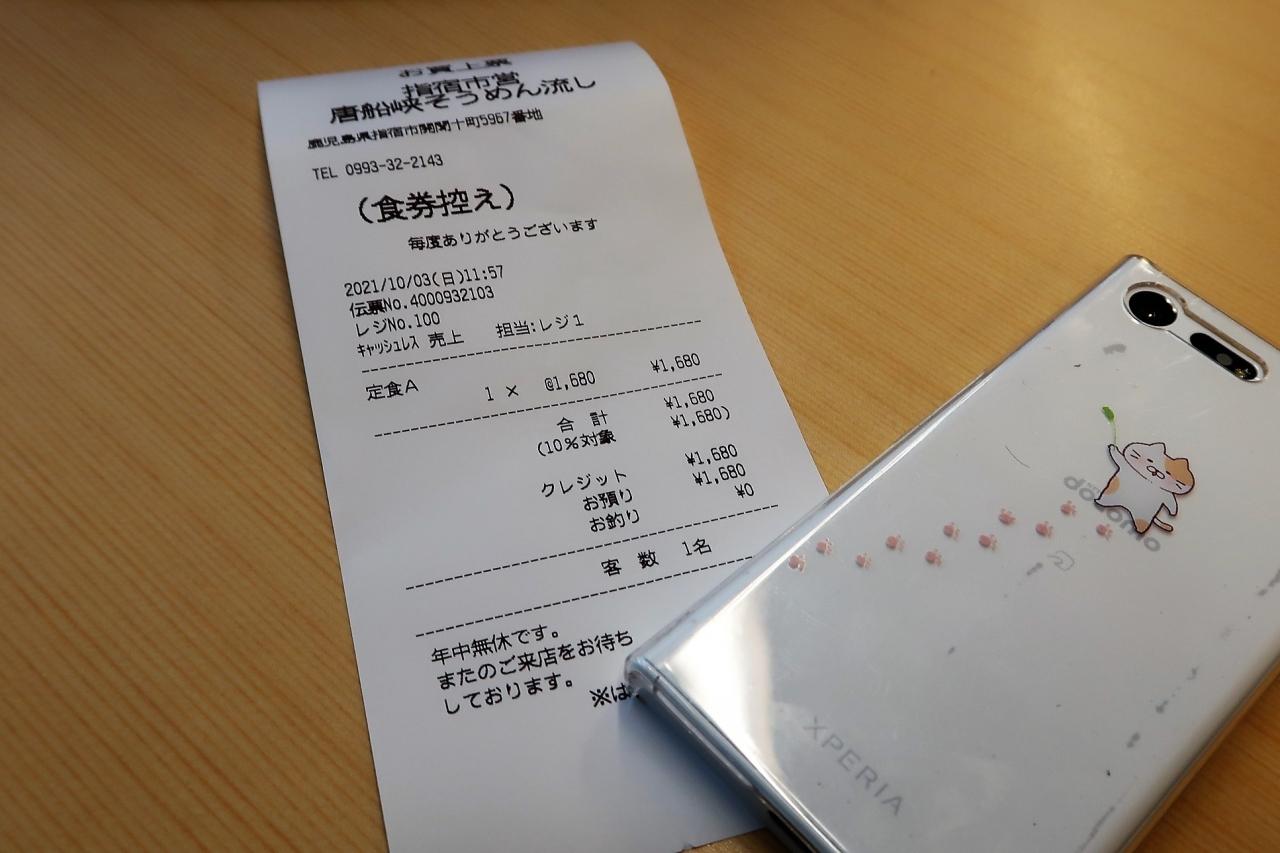 お買上票
指宿市営
唐船峡そうめん流し
鹿児島県指宿市開聞十町5967番地
TEL 0993-32-2143
(食券控え)
毎度ありがとうございます
2021/10/03(日)11:57
伝票No.4000932103
レジNo.100
ｷｬｯｼｭﾚｽ 売上 担当:レジ1
定食A 1 × @1,680 ¥1,680
合 計 ¥1,680
(10%対象 ¥1,680)
クレジット ¥1,680
お預り ¥1,680
お釣り ¥0
客 数 1名
年中無休です。
またのご来店をお待ち
しております。
※は
docomo
XPERIA